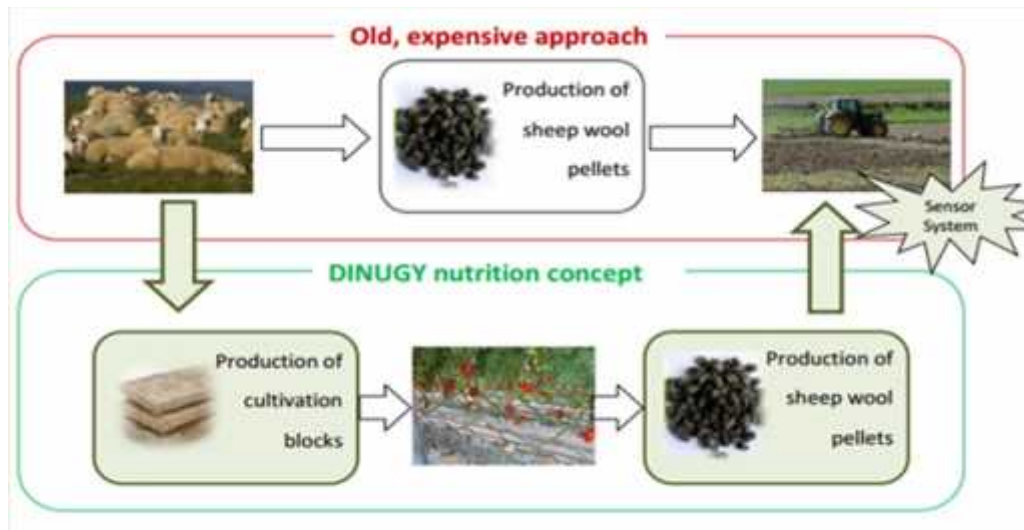 Old, expensive approach
Production of
sheep wool
pellets
Sensor
System
DINUGY nutrition concept
Production of
cultivation
blocks
Production of
sheep wool
pellets